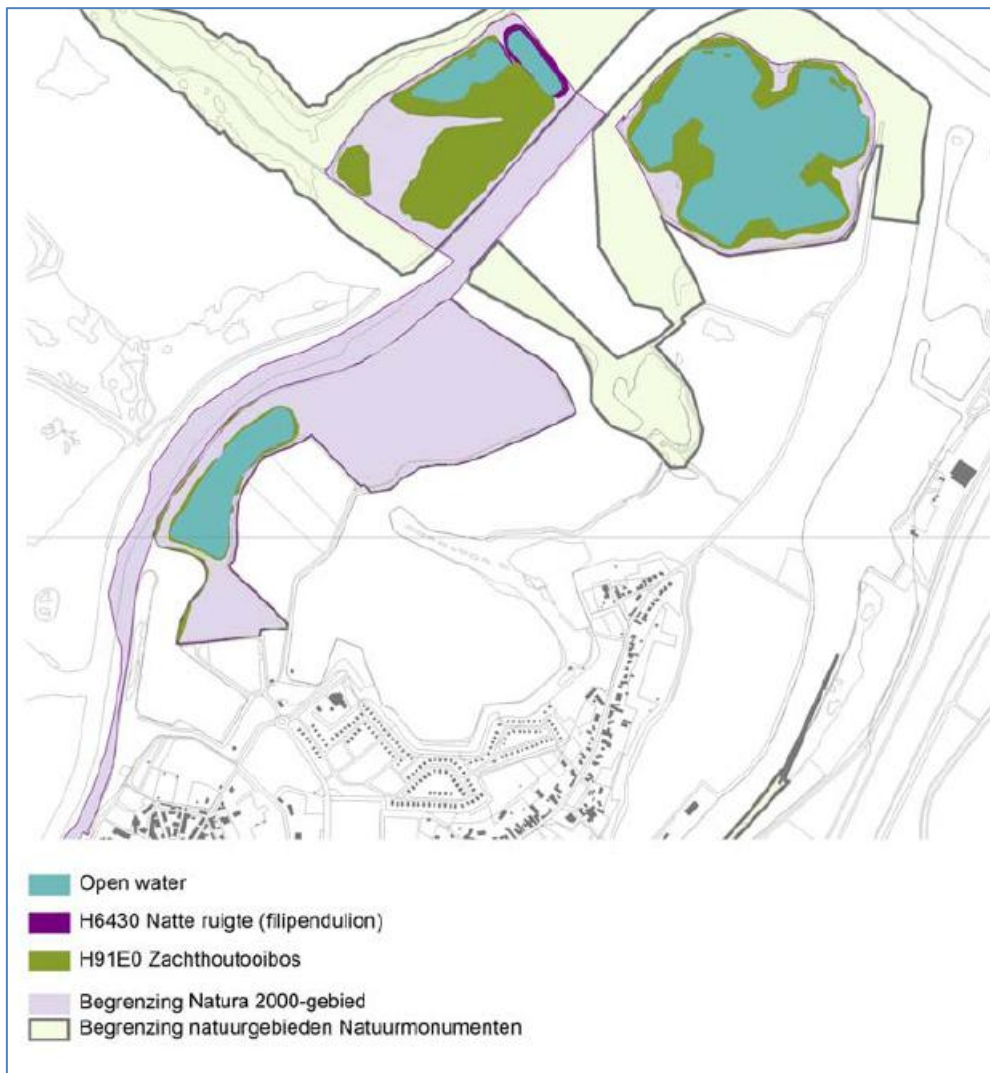 Open water
H6430 Natte ruigte (filipendulion)
H91E0 Zachthoutooibos
Begrenzing Natura 2000-gebied
Begrenzing natuurgebieden Natuurmonumenten